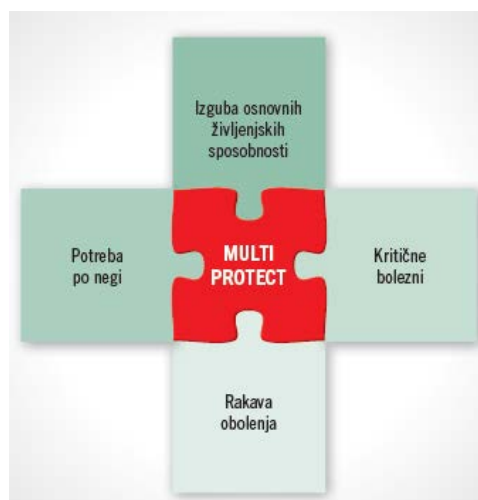 Izguba osnovnih
življenjskih
sposobnosti
Potreba
po negi
MULTI
PROTECT
Kritične
bolezni
Rakava
obolenja